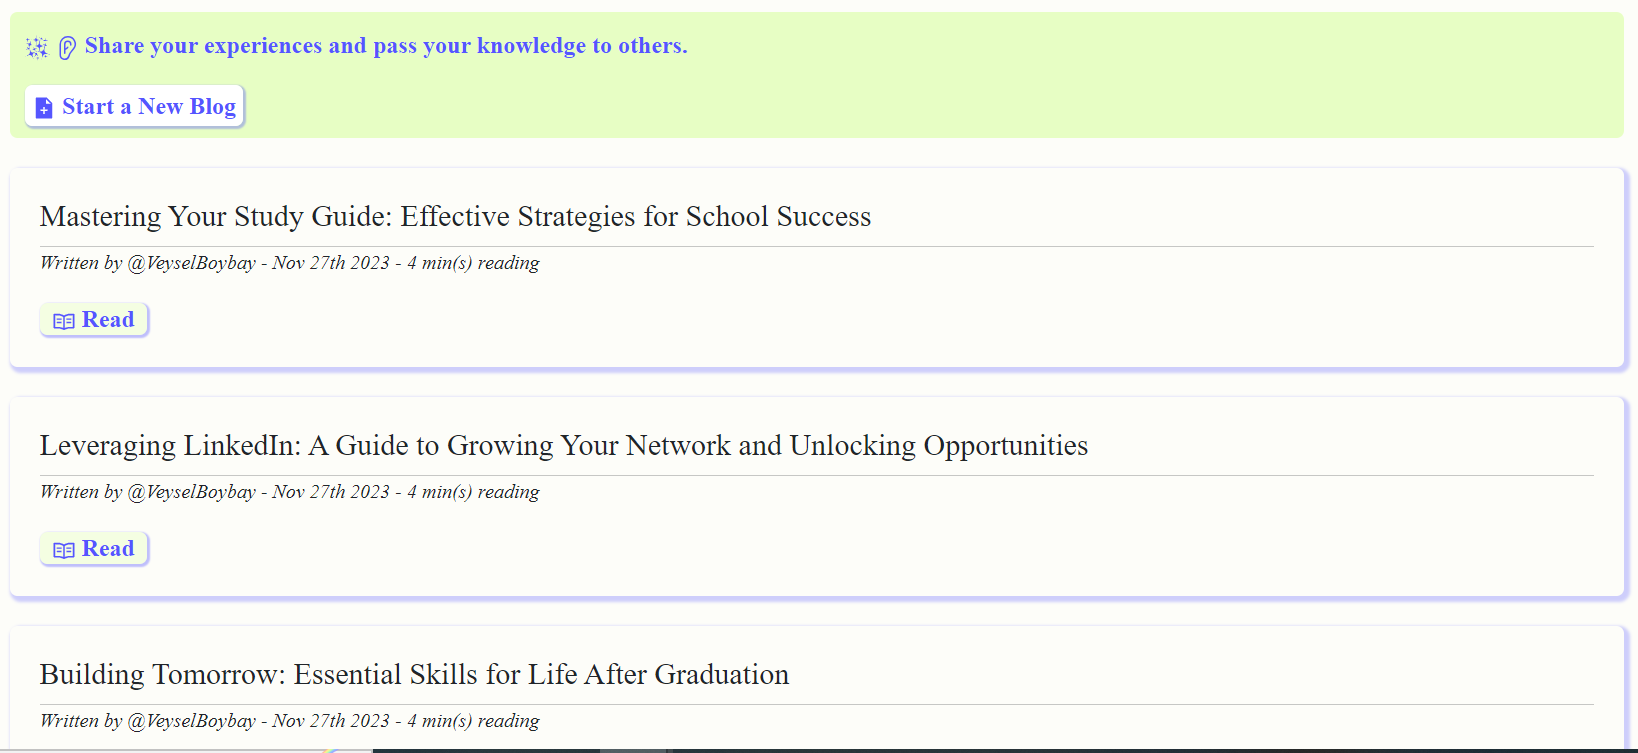 Share your experiences and pass your knowledge to others.
Start a New Blog
Mastering Your Study Guide: Effective Strategies for School Success
Written by @VeyselBoybay - Nov 27th 2023 - 4 min(s) reading
Read
Leveraging LinkedIn: A Guide to Growing Your Network and Unlocking Opportunities
Written by @VeyselBoybay - Nov 27th 2023 - 4 min(s) reading
Read
Building Tomorrow: Essential Skills for Life After Graduation
Written by @VeyselBoybay - Nov 27th 2023 - 4 min(s) reading